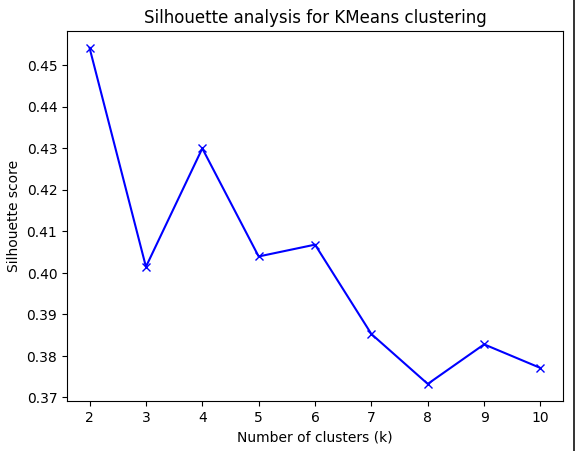 Silhouette analysis for KMeans clustering
Silhouette score
0.45
0.44
0.43
0.42
0.41
0.40
0.39
0.38
0.37
2 3 4 5 6 7 8 9 10
Number of clusters (k)